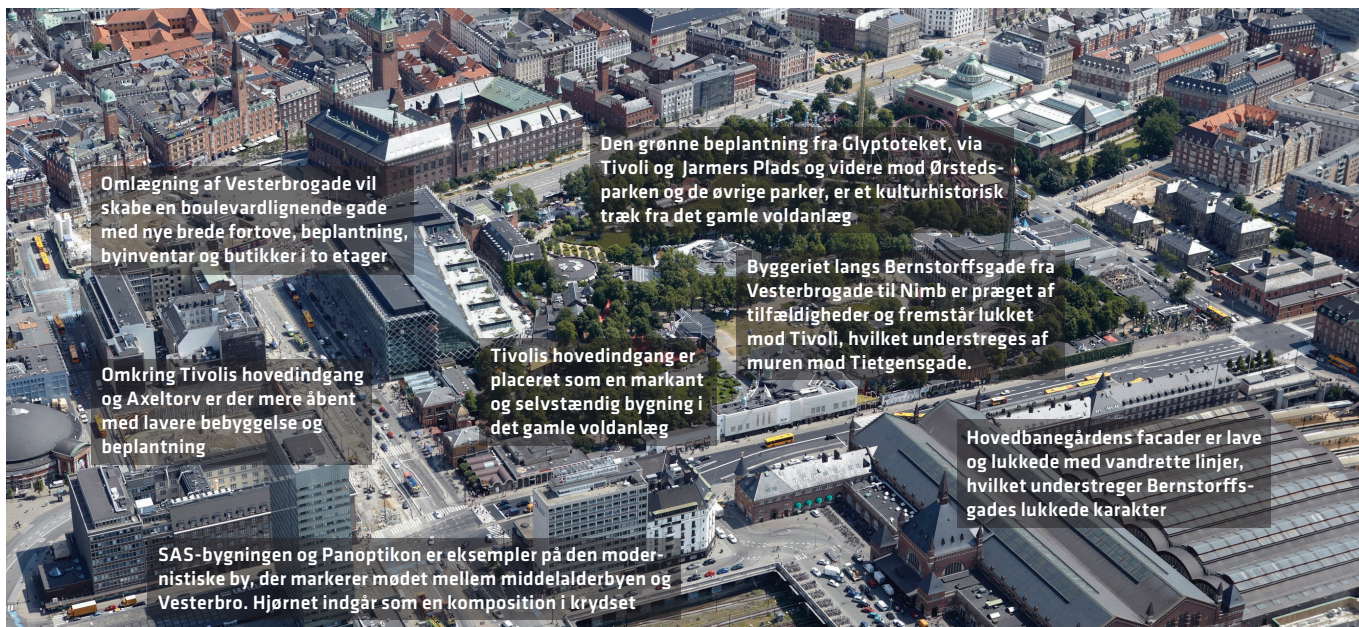 Den grønne beplantning fra Glyptoteket, via
Tivoli og Jarmers Plads og videre mod Ørsteds-
parken og de øvrige parker, er et kulturhistorisk
træk fra det gamle voldanlæg
Omlægning af Vesterbrogade vil
skabe en boulevardlignende gade
med nye brede fortove, beplantning,
byinventar og butikker i to etager
Byggeriet langs Bernstorffsgade fra
Vesterbrogade til Nimb er præget af
tilfældigheder og fremstår lukket
mod Tivoli, hvilket understreges af
muren mod Tietgensgade.
Tivolis hovedindgang er
placeret som en markant
og selvstændig bygning i
det gamle voldanlæg
Omkring Tivolis hovedindgang
og Axeltorv er der mere åbent
med lavere bebyggelse og
beplantning
Hovedbanegårdens facader er lave
og lukkede med vandrette linjer,
hvilket understreger Bernstorffs-
gades lukkede karakter
SAS-bygningen og Panoptikon er eksempler på den moder-
nistiske by, der markerer mødet mellem middelalderbyen og
Vesterbro. Hjørnet indgår som en komposition i krydset